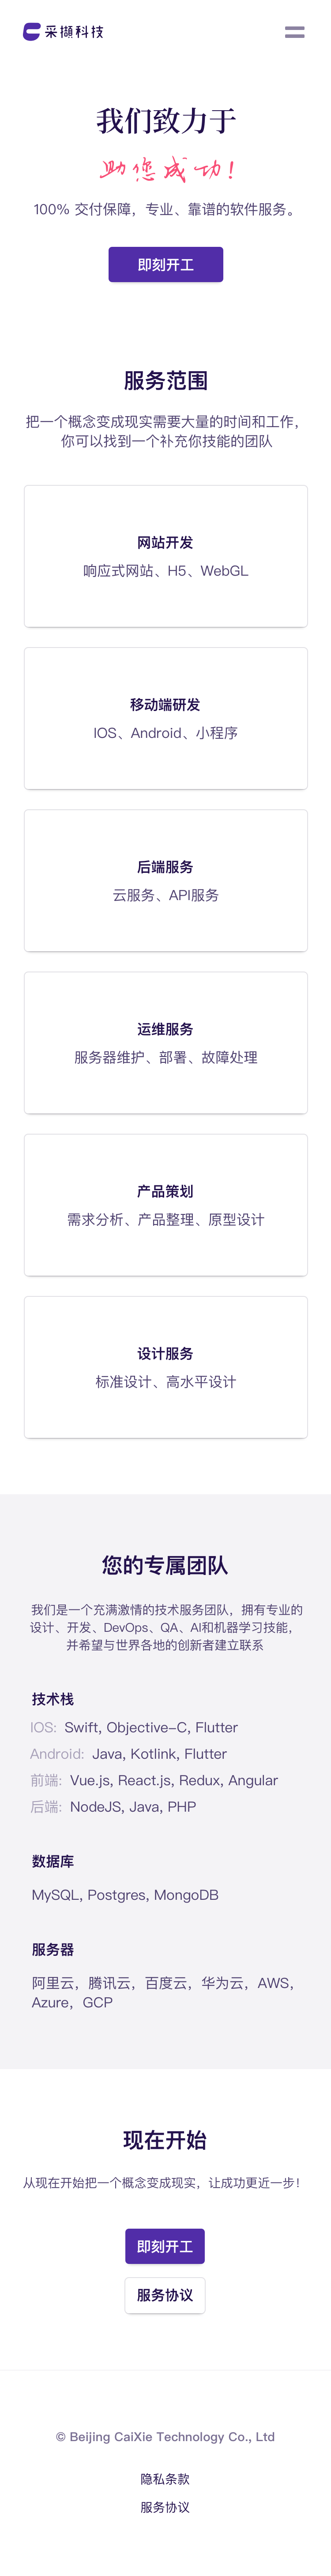 采撷科技
我们致力于
助您成功!
100% 交付保障，专业、靠谱的软件服务。
即刻开工
服务范围
把一个概念变成现实需要大量的时间和工作，
你可以找到一个补充你技能的团队
网站开发
响应式网站、H5、WebGL
移动端研发
IOS、Android、小程序
后端服务
云服务、API服务
运维服务
服务器维护、部署、故障处理
产品策划
需求分析、产品整理、原型设计
设计服务
标准设计、高水平设计
您的专属团队
我们是一个充满激情的技术服务团队，拥有专业的
设计、开发、DevOps、QA、AI和机器学习技能，
并希望与世界各地的创新者建立联系
技术栈
IOS: Swift, Objective-C, Flutter
Android: Java, Kotlink, Flutter
前端: Vue.js, React.js, Redux, Angular
后端: NodeJS, Java, PHP
数据库
MySQL, Postgres, MongoDB
服务器
阿里云，腾讯云，百度云，华为云，AWS，
Azure，GCP
现在开始
从现在开始把一个概念变成现实，让成功更近一步！
即刻开工
服务协议
© Beijing CaiXie Technology Co., Ltd
隐私条款
服务协议